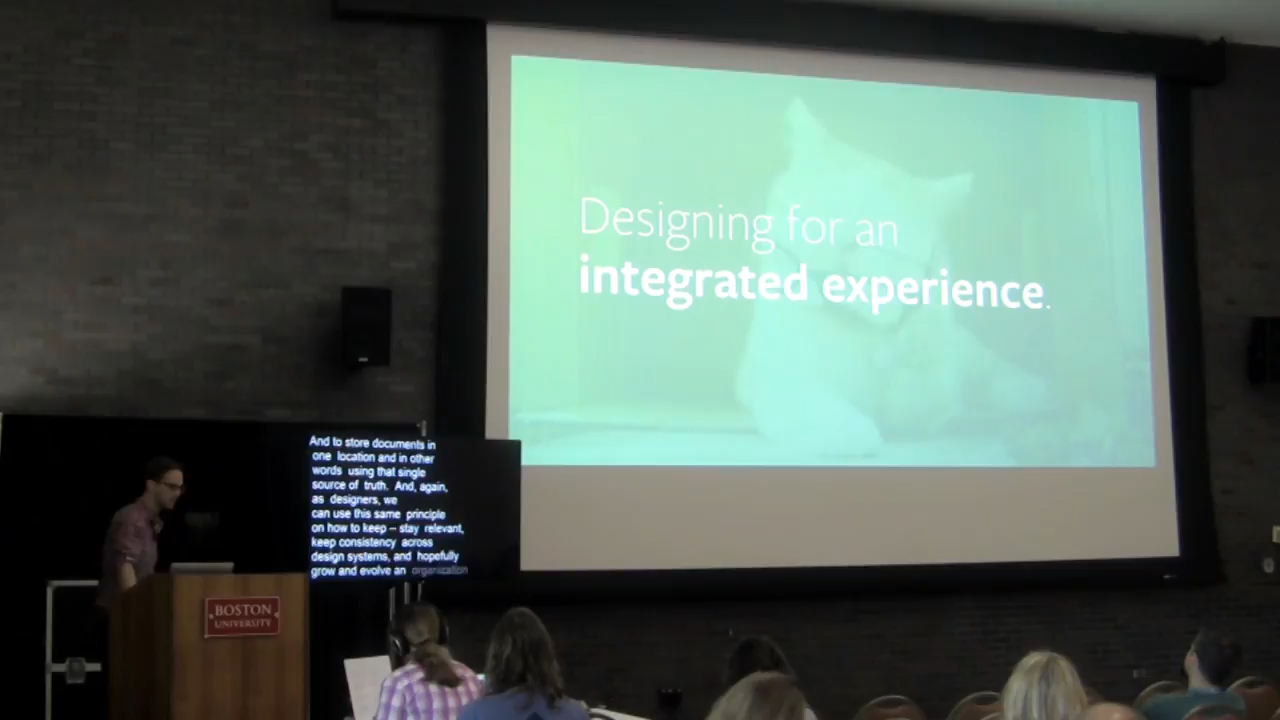 Designing for an
integrated experience.
And to store documents in
one location and in other
words using that single
source of truth. And, again,
as designers, we
can use this same principle
on how to keep – stay relevant,
keep consistency across
design systems, and hopefully
grow and evolve an organization
BOSTON
UNIVERSITY